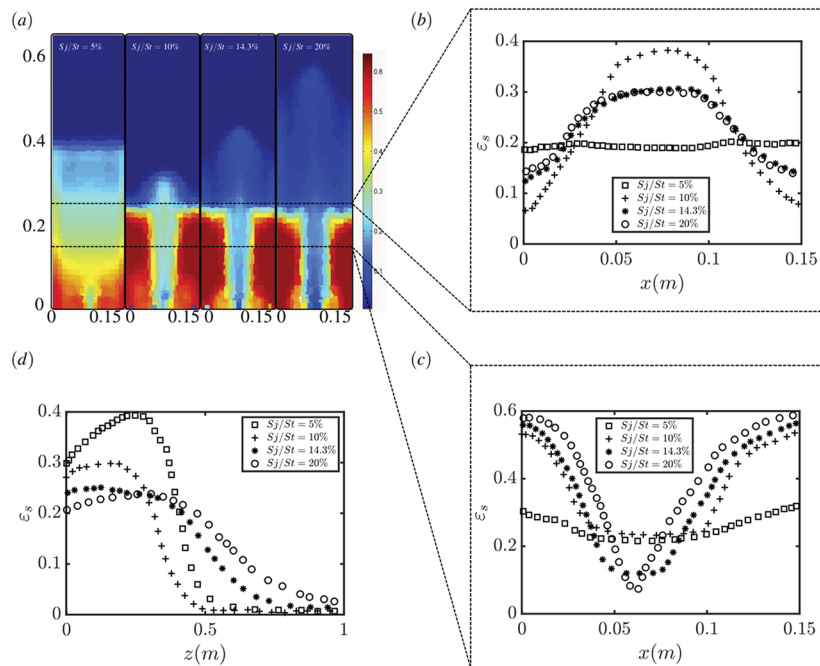 (a)
0.6
0.4
0.2
0
Sj/St = 5%
Sj/St = 10%
Sj/St = 14.3%
Sj/St = 20%
0 0.15 0 0.15 0 0.15 0 0.15
0.6
0.5
0.4
0.3
0.2
0.1
(b)
0.4
0.3
0.2
0.1
0
εs
Sj/St = 5%
Sj/St = 10%
Sj/St = 14.3%
Sj/St = 20%
0 0.05 0.1 0.15
x(m)
(d)
0.4
0.3
0.2
0.1
0
εs
Sj/St = 5%
Sj/St = 10%
Sj/St = 14.3%
Sj/St = 20%
0 0.5 1
z(m)
(c)
0.6
0.4
0.2
0
εs
Sj/St = 5%
Sj/St = 10%
Sj/St = 14.3%
Sj/St = 20%
0 0.05 0.1 0.15
x(m)